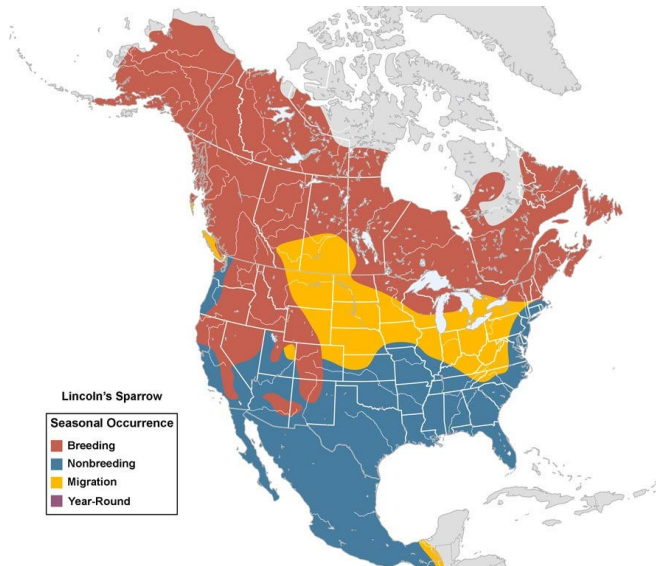 Lincoln's Sparrow
Seasonal Occurrence
Breeding
Nonbreeding
Migration
Year-Round